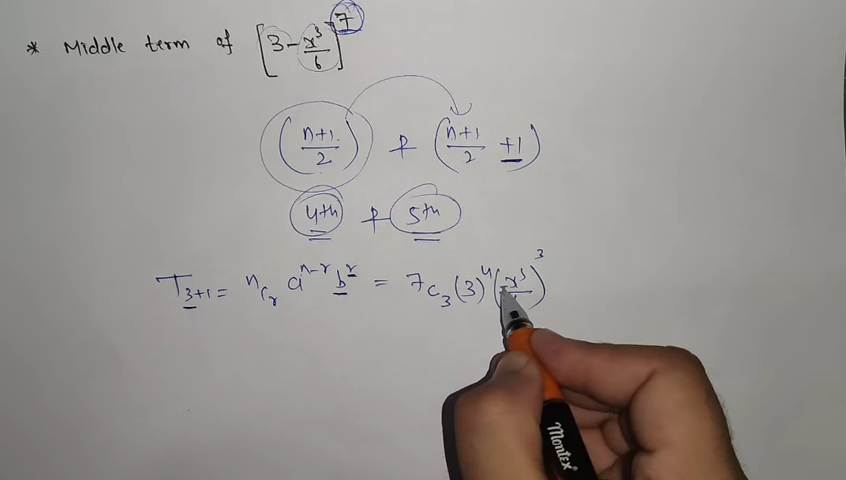 * Middle term of [3 - x³/6]⁷
((n+1)/2) & ((n+1)/2 +1)
4th & 5th
T₃₊₁ = ⁿCᵣ aⁿ⁻ʳ bʳ = 7C₃ (3)⁴ (-x³/)³
Montex